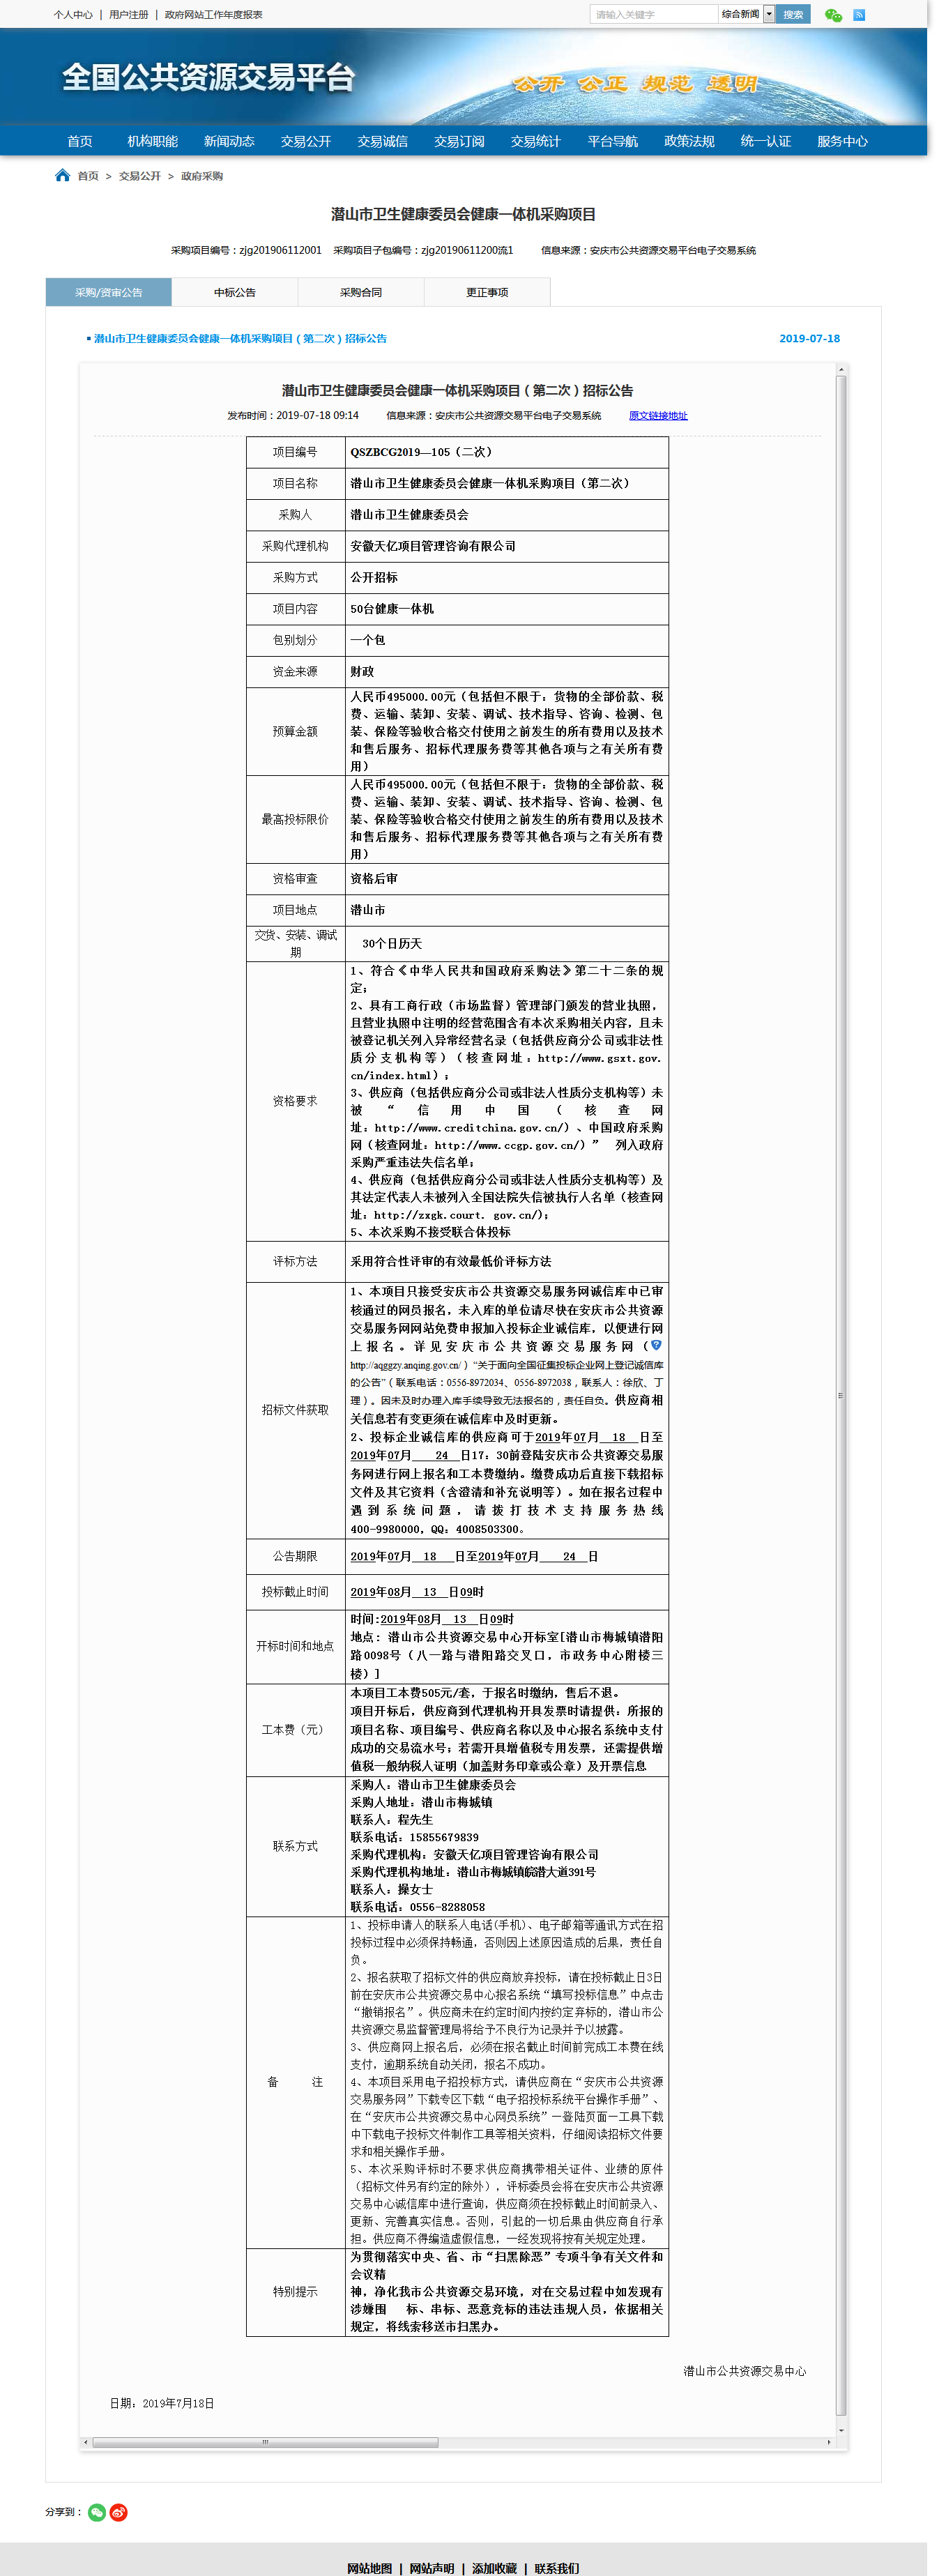 个人中心 | 用户注册 | 政府网站工作年度报表
请输入关键字 综合新闻 搜索
全国公共资源交易平台
公开 公正 规范 透明
首页 机构职能 新闻动态 交易公开 交易诚信 交易订阅 交易统计 平台导航 政策法规 统一认证 服务中心
首页 > 交易公开 > 政府采购
潜山市卫生健康委员会健康一体机采购项目
采购项目编号：zjg201906112001 采购项目子包编号：zjg20190611200流1 信息来源：安庆市公共资源交易平台电子交易系统
采购/资审公告 中标公告 采购合同 更正事项
潜山市卫生健康委员会健康一体机采购项目（第二次）招标公告 2019-07-18
潜山市卫生健康委员会健康一体机采购项目（第二次）招标公告
发布时间：2019-07-18 09:14 信息来源：安庆市公共资源交易平台电子交易系统 原文链接地址
项目编号 QSZBCG2019—105（二次）
项目名称 潜山市卫生健康委员会健康一体机采购项目（第二次）
采购人 潜山市卫生健康委员会
采购代理机构 安徽天亿项目管理咨询有限公司
采购方式 公开招标
项目内容 50台健康一体机
包别划分 一个包
资金来源 财政
预算金额 人民币495000.00元（包括但不限于：货物的全部价款、税
费、运输、装卸、安装、调试、技术指导、咨询、检测、包
装、保险等验收合格交付使用之前发生的所有费用以及技术
和售后服务、招标代理服务费等其他各项与之有关所有费
用）
最高投标限价 人民币495000.00元（包括但不限于：货物的全部价款、税
费、运输、装卸、安装、调试、技术指导、咨询、检测、包
装、保险等验收合格交付使用之前发生的所有费用以及技术
和售后服务、招标代理服务费等其他各项与之有关所有费
用）
资格审查 资格后审
项目地点 潜山市
交货、安装、调试
期 30个日历天
资格要求 1、符合《中华人民共和国政府采购法》第二十二条的规
定；
2、具有工商行政（市场监督）管理部门颁发的营业执照，
且营业执照中注明的经营范围含有本次采购相关内容，且未
被登记机关列入异常经营名录（包括供应商分公司或非法性
质分支机构等）（核查网址：http://www.gsxt.gov.
cn/index.html）；
3、供应商（包括供应商分公司或非法人性质分支机构等）未
被“信用中国（核查网
址：http://www.creditchina.gov.cn/）、中国政府采购
网（核查网址：http://www.ccgp.gov.cn/）” 列入政府
采购严重违法失信名单；
4、供应商（包括供应商分公司或非法人性质分支机构等）及
其法定代表人未被列入全国法院失信被执行人名单（核查网
址：http://zxgk.court. gov.cn/）；
5、本次采购不接受联合体投标
评标方法 采用符合性评审的有效最低价评标方法
招标文件获取 1、本项目只接受安庆市公共资源交易服务网诚信库中已审
核通过的网员报名，未入库的单位请尽快在安庆市公共资源
交易服务网网站免费申报加入投标企业诚信库，以便进行网
上报名。详见安庆市公共资源交易服务网（
http://aqggzy.anqing.gov.cn/ ）“关于面向全国征集投标企业网上登记诚信库
的公告”（联系电话：0556-8972034、0556-8972038，联系人：徐欣、丁
理）。因未及时办理入库手续导致无法报名的，责任自负。供应商相
关信息若有变更须在诚信库中及时更新。
2、投标企业诚信库的供应商可于2019年07月 18 日至
2019年07月 24 日17：30前登陆安庆市公共资源交易服
务网进行网上报名和工本费缴纳。缴费成功后直接下载招标
文件及其它资料（含澄清和补充说明等）。如在报名过程中
遇到系统问题，请拨打技术支持服务热线
400-9980000，QQ：4008503300。
公告期限 2019年07月 18 日至2019年07月 24 日
投标截止时间 2019年08月 13 日09时
开标时间和地点 时间:2019年08月 13 日09时
地点：潜山市公共资源交易中心开标室[潜山市梅城镇潜阳
路0098号（八一路与潜阳路交叉口，市政务中心附楼三
楼）]
工本费（元） 本项目工本费505元/套，于报名时缴纳，售后不退。
项目开标后，供应商到代理机构开具发票时请提供：所报的
项目名称、项目编号、供应商名称以及中心报名系统中支付
成功的交易流水号；若需开具增值税专用发票，还需提供增
值税一般纳税人证明（加盖财务印章或公章）及开票信息
联系方式 采购人：潜山市卫生健康委员会
采购人地址：潜山市梅城镇
联系人：程先生
联系电话：15855679839
采购代理机构：安徽天亿项目管理咨询有限公司
采购代理机构地址：潜山市梅城镇皖潜大道391号
联系人：操女士
联系电话：0556-8288058
备 注 1、投标申请人的联系人电话(手机)、电子邮箱等通讯方式在招
投标过程中必须保持畅通，否则因上述原因造成的后果，责任自
负。
2、报名获取了招标文件的供应商放弃投标，请在投标截止日3日
前在安庆市公共资源交易中心报名系统“填写投标信息”中点击
“撤销报名”。供应商未在约定时间内按约定弃标的，潜山市公
共资源交易监督管理局将给予不良行为记录并予以披露。
3、供应商网上报名后，必须在报名截止时间前完成工本费在线
支付，逾期系统自动关闭，报名不成功。
4、本项目采用电子招投标方式，请供应商在“安庆市公共资源
交易服务网”下载专区下载“电子招投标系统平台操作手册”、
在“安庆市公共资源交易中心网员系统”—登陆页面—工具下载
中下载电子投标文件制作工具等相关资料，仔细阅读招标文件要
求和相关操作手册。
5、本次采购评标时不要求供应商携带相关证件、业绩的原件
（招标文件另有约定的除外），评标委员会将在安庆市公共资源
交易中心诚信库中进行查询，供应商须在投标截止时间前录入、
更新、完善真实信息。否则，引起的一切后果由供应商自行承
担。供应商不得编造虚假信息，一经发现将按有关规定处理。
特别提示 为贯彻落实中央、省、市“扫黑除恶”专项斗争有关文件和
会议精
神，净化我市公共资源交易环境，对在交易过程中如发现有
涉嫌围 标、串标、恶意竞标的违法违规人员，依据相关
规定，将线索移送市扫黑办。
潜山市公共资源交易中心
日期：2019年7月18日
分享到：
网站地图 | 网站声明 | 添加收藏 | 联系我们